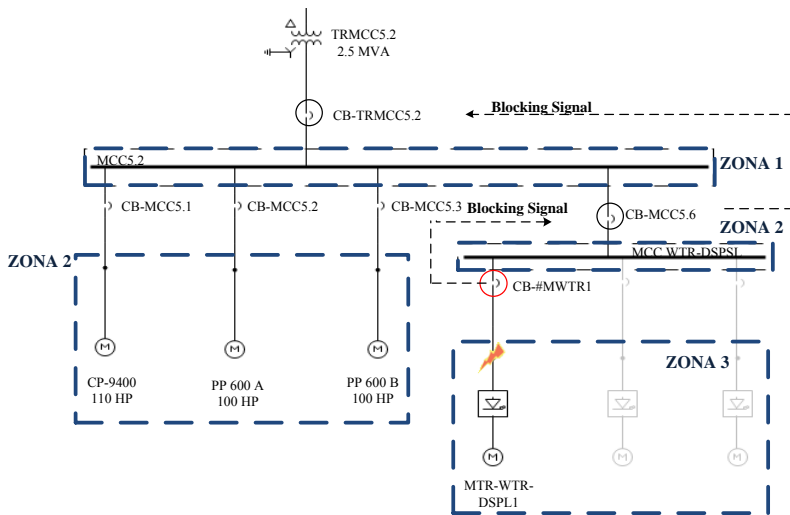 TRMCC5.2
2.5 MVA
Blocking Signal
CB-TRMCC5.2
MCC5.2
ZONA 1
CB-MCC5.1
CB-MCC5.2
CB-MCC5.3
Blocking Signal
CB-MCC5.6
ZONA 2
ZONA 2
MCC WTR-DSPSL
CB-#MWTR1
ZONA 3
M
M
M
CP-9400
110 HP
PP 600 A
100 HP
PP 600 B
100 HP
M
M
M
MTR-WTR-
DSPL1